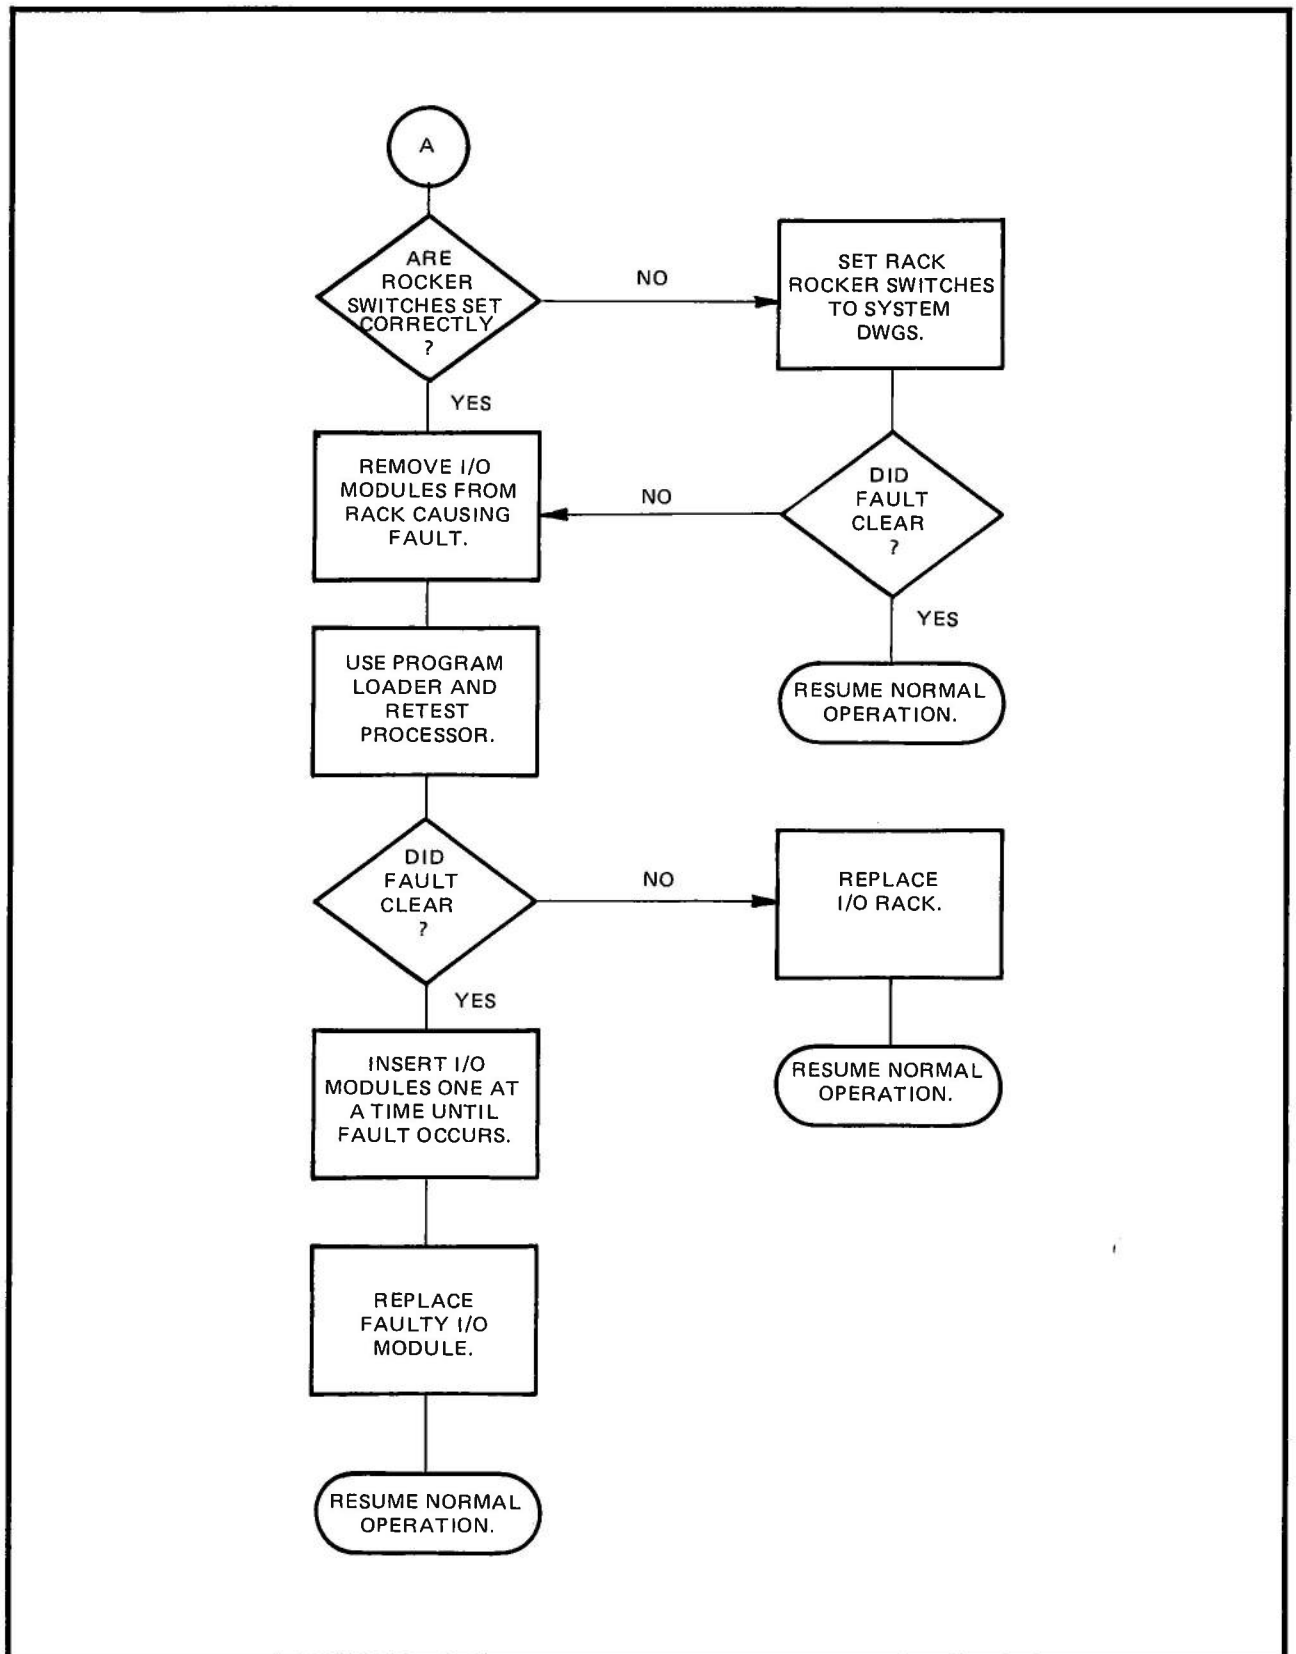 A
ARE
ROCKER
SWITCHES SET
CORRECTLY
?
NO
SET RACK
ROCKER SWITCHES
TO SYSTEM
DWGS.
YES
REMOVE I/O
MODULES FROM
RACK CAUSING
FAULT.
NO
DID
FAULT
CLEAR
?
YES
RESUME NORMAL
OPERATION.
USE PROGRAM
LOADER AND
RETEST
PROCESSOR.
DID
FAULT
CLEAR
?
NO
REPLACE
I/O RACK.
RESUME NORMAL
OPERATION.
YES
INSERT I/O
MODULES ONE AT
A TIME UNTIL
FAULT OCCURS.
REPLACE
FAULTY I/O
MODULE.
RESUME NORMAL
OPERATION.